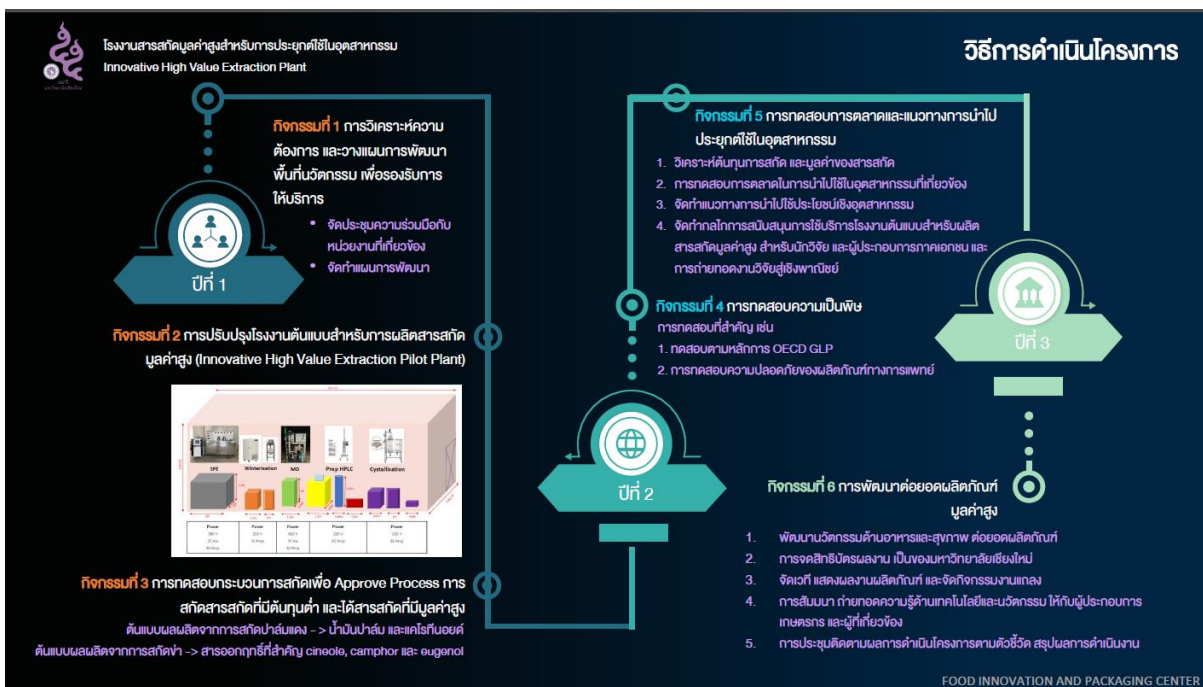 โรงงานสารสกัดมูลค่าสูงสำหรับการประยุกต์ใช้ในอุตสาหกรรม
Innovative High Value Extraction Plant
วิธีการดำเนินโครงการ
กิจกรรมที่ 1 การวิเคราะห์ความ
ต้องการ และวางแผนการพัฒนา
พื้นที่นวัตกรรม เพื่อรองรับการ
ให้บริการ
• จัดประชุมความร่วมมือกับ
หน่วยงานที่เกี่ยวข้อง
• จัดทำแผนการพัฒนา
ปีที่ 1
กิจกรรมที่ 2 การปรับปรุงโรงงานต้นแบบสำหรับการผลิตสารสกัด
มูลค่าสูง (Innovative High Value Extraction Pilot Plant)
SFE Winterisation MD Prep HPLC Crystallisation
Power Power Power Power Power
กิจกรรมที่ 3 การทดสอบกระบวนการสกัดเพื่อ Approve Process การ
สกัดสารสกัดที่มีต้นทุนต่ำ และได้สารสกัดที่มีมูลค่าสูง
ต้นแบบผลผลิตจากการสกัดปาล์มแดง -> น้ำมันปาล์ม และแคโรทีนอยด์
ต้นแบบผลผลิตจากการสกัดข่า -> สารออกฤทธิ์ที่สำคัญ cineole, camphor และ eugenol
กิจกรรมที่ 5 การทดสอบการตลาดและแนวทางการนำไป
ประยุกต์ใช้ในอุตสาหกรรม
1. วิเคราะห์ต้นทุนการสกัด และมูลค่าของสารสกัด
2. การทดสอบการตลาดในการนำไปใช้ในอุตสาหกรรมที่เกี่ยวข้อง
3. จัดทำแนวทางการนำไปใช้ประโยชน์เชิงอุตสาหกรรม
4. จัดทำกลไกการสนับสนุนการใช้บริการโรงงานต้นแบบสำหรับผลิต
สารสกัดมูลค่าสูง สำหรับนักวิจัย และผู้ประกอบการภาคเอกชน และ
การถ่ายทอดงานวิจัยสู่เชิงพาณิชย์
กิจกรรมที่ 4 การทดสอบความเป็นพิษ
การทดสอบที่สำคัญ เช่น
1. ทดสอบตามหลักการ OECD GLP
2. การทดสอบความปลอดภัยของผลิตภัณฑ์ทางการแพทย์
ปีที่ 2
ปีที่ 3
กิจกรรมที่ 6 การพัฒนาต่อยอดผลิตภัณฑ์
มูลค่าสูง
1. พัฒนานวัตกรรมด้านอาหารและสุขภาพ ต่อยอดผลิตภัณฑ์
2. การจดสิทธิบัตรผลงาน เป็นของมหาวิทยาลัยเชียงใหม่
3. จัดเวที แสดงผลงานผลิตภัณฑ์ และจัดกิจกรรมงานแถลง
4. การสัมมนา ถ่ายทอดความรู้ด้านเทคโนโลยีและนวัตกรรม ให้กับผู้ประกอบการ
เกษตรกร และผู้ที่เกี่ยวข้อง
5. การประชุมติดตามผลการดำเนินโครงการตามตัวชี้วัด สรุปผลการดำเนินงาน
FOOD INNOVATION AND PACKAGING CENTER